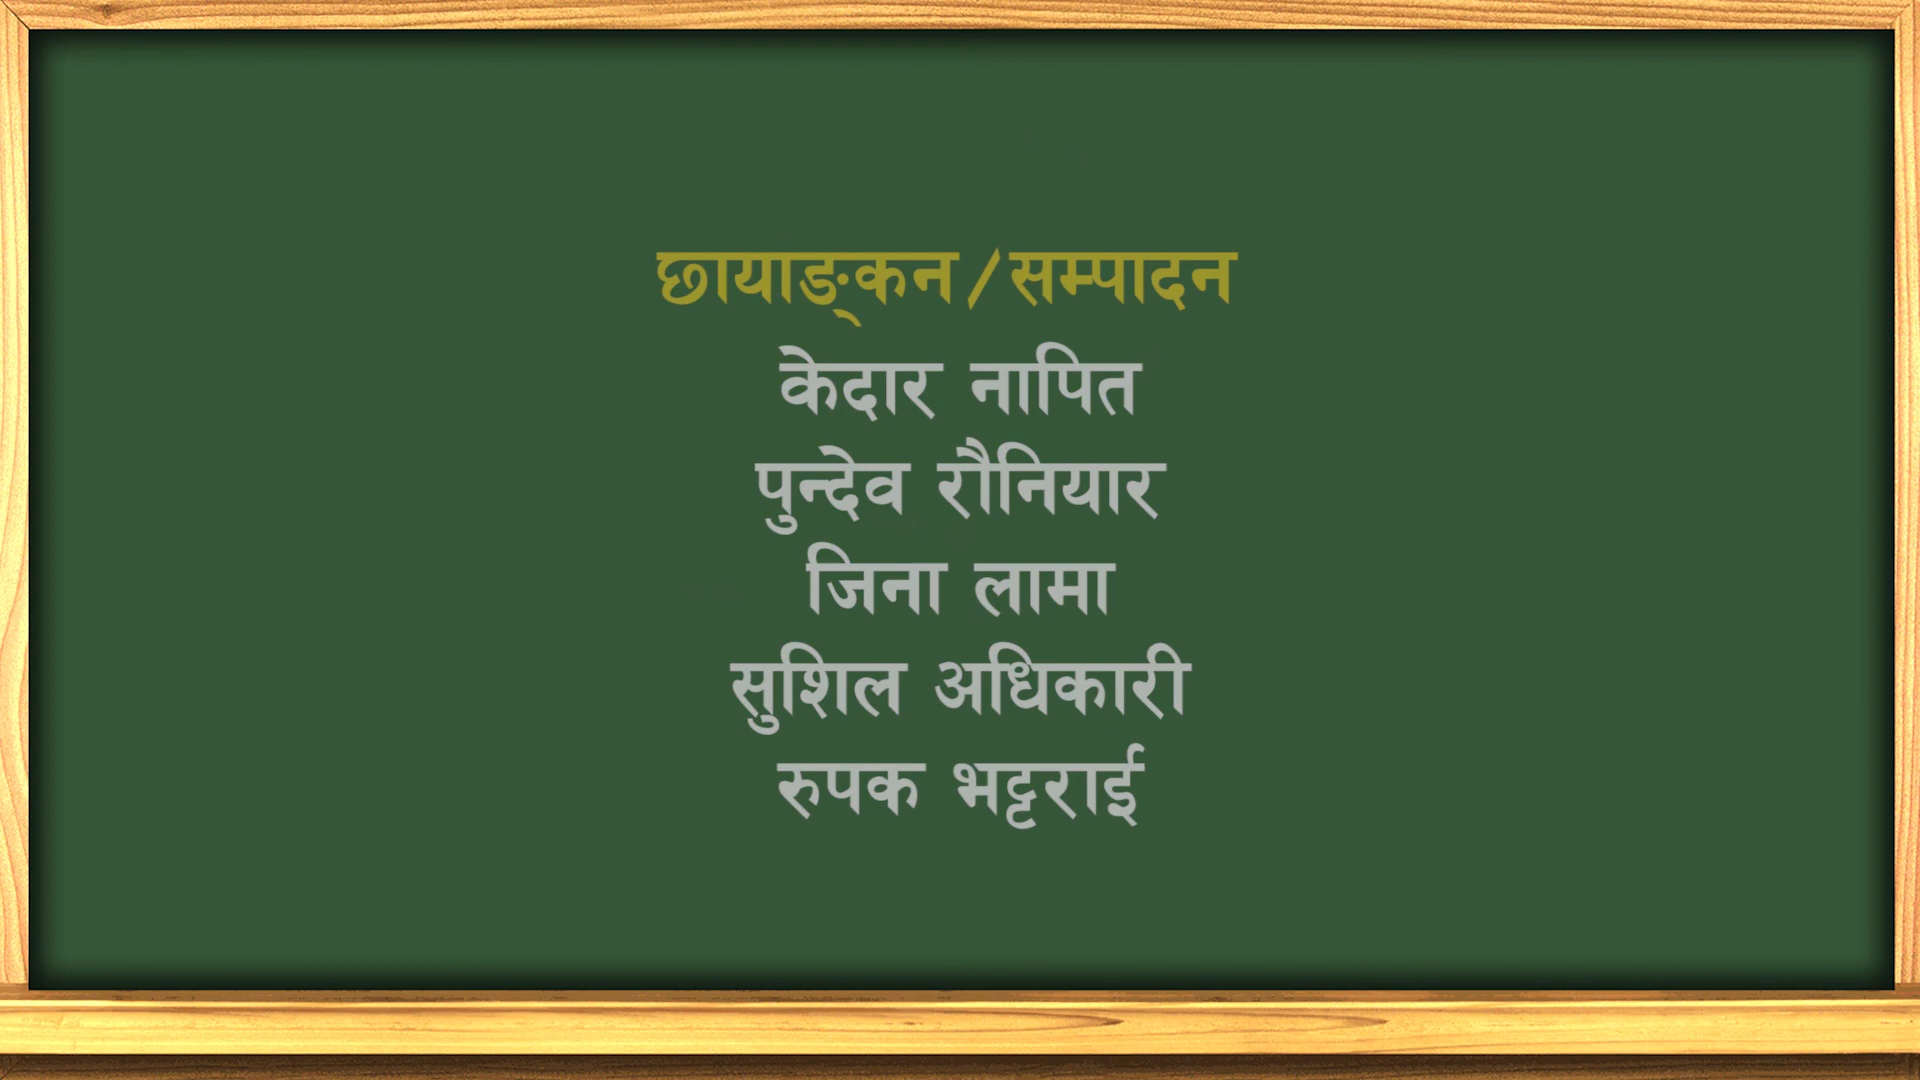 छायाङ्कन/सम्पादन
केदार नापित
पुन्देव रौनियार
जिना लामा
सुशिल अधिकारी
रुपक भट्टराई